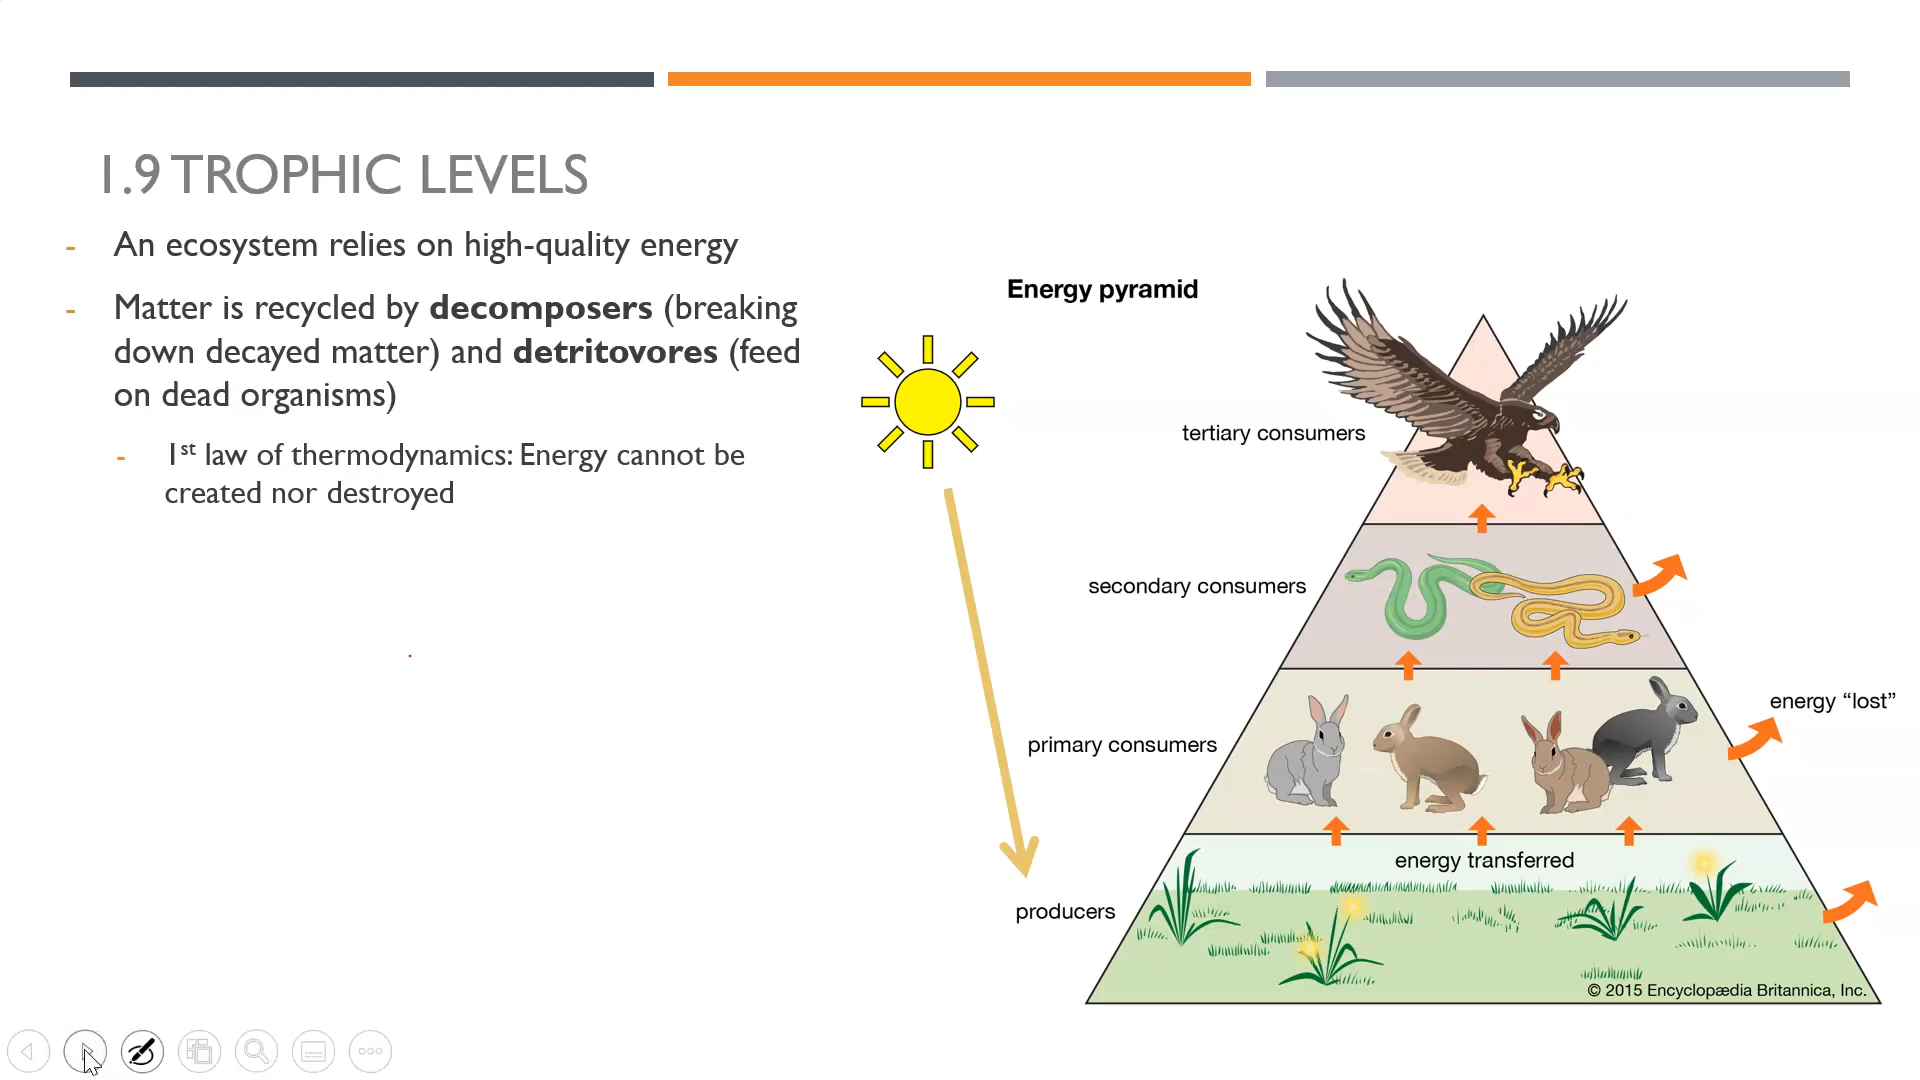 1.9 TROPHIC LEVELS
- An ecosystem relies on high-quality energy
- Matter is recycled by decomposers (breaking
down decayed matter) and detritovores (feed
on dead organisms)
- 1st law of thermodynamics: Energy cannot be
created nor destroyed
Energy pyramid
tertiary consumers
secondary consumers
energy “lost”
primary consumers
energy transferred
producers
© 2015 Encyclopædia Britannica, Inc.